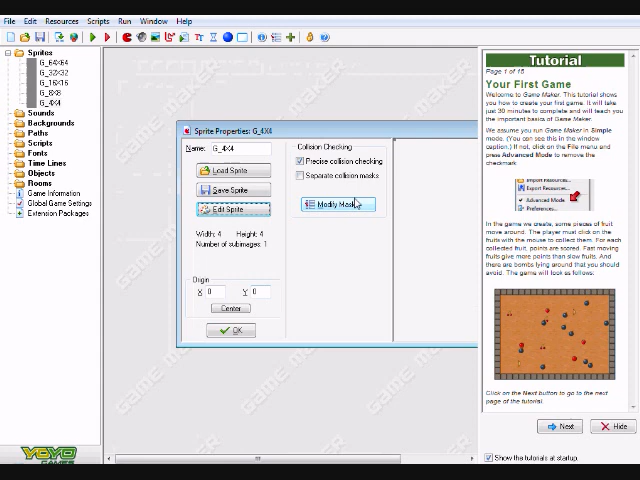 File Edit Resources Scripts Run Window Help
Sprites
G_64X64
G_32X32
G_16X16
G_8X8
G_4X4
Sounds
Backgrounds
Paths
Scripts
Fonts
Time Lines
Objects
Rooms
Game Information
Global Game Settings
Extension Packages
YOYO
GAMES
GAME MAKER
Sprite Properties: G_4X4
Name: G_4X4
Load Sprite
Save Sprite
Edit Sprite
Width: 4 Height: 4
Number of subimages: 1
Origin
X 0 Y 0
Center
OK
Collision Checking
Precise collision checking
Separate collision masks
Modify Mask
Tutorial
Page 1 of 15
Your First Game
Welcome to Game Maker. This tutorial shows
you how to create your first game. It will take
just 30 minutes to complete and will teach you
the important basics of Game Maker.
We assume you run Game Maker in Simple
mode. (You can see this in the window
caption.) If not, click on the File menu and
press Advanced Mode to remove the
checkmark:
Import Resources...
Export Resources...
Advanced Mode
Preferences...
In the game we create, some pieces of fruit
move around. The player must click on the
fruits with the mouse to collect them. For each
collected fruit, points are scored. Fast moving
fruits give more points than slow fruits. And
there are bombs lying around that you should
avoid. The game will look as follows:
Click on the Next button to go to the next
page of the tutorial.
Next Hide
Show the tutorials at startup.